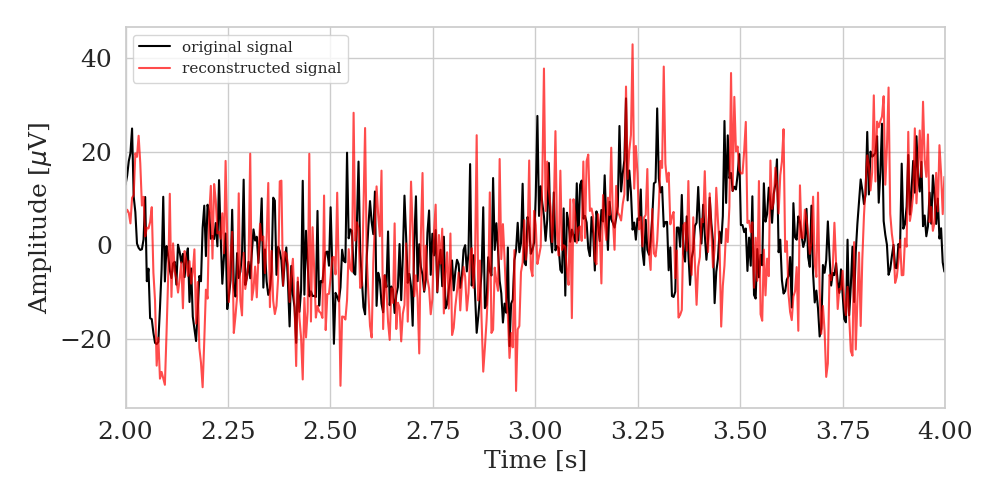 original signal
reconstructed signal
Amplitude [μV]
40
20
0
−20
2.00 2.25 2.50 2.75 3.00 3.25 3.50 3.75 4.00
Time [s]